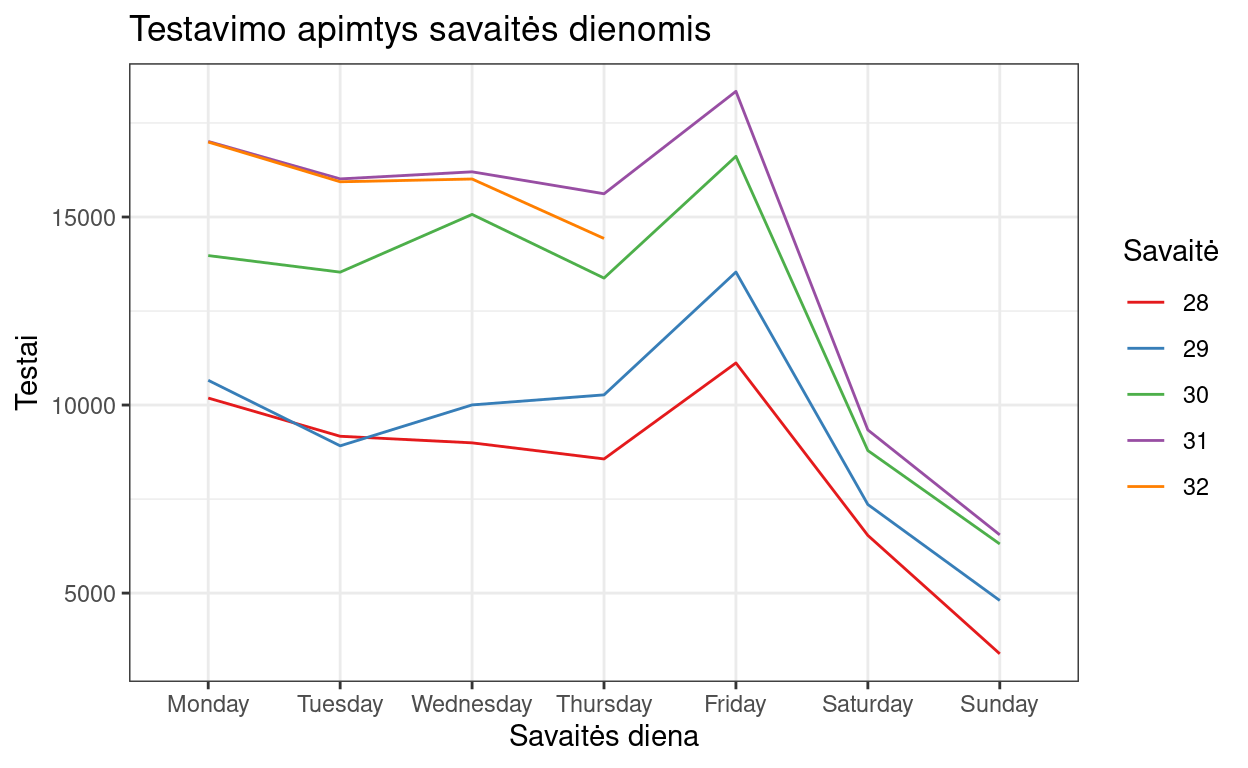 Testavimo apimtys savaitės dienomis
Testai
15000
10000
5000
Monday Tuesday Wednesday Thursday Friday Saturday Sunday
Savaitės diena
Savaitė
28
29
30
31
32